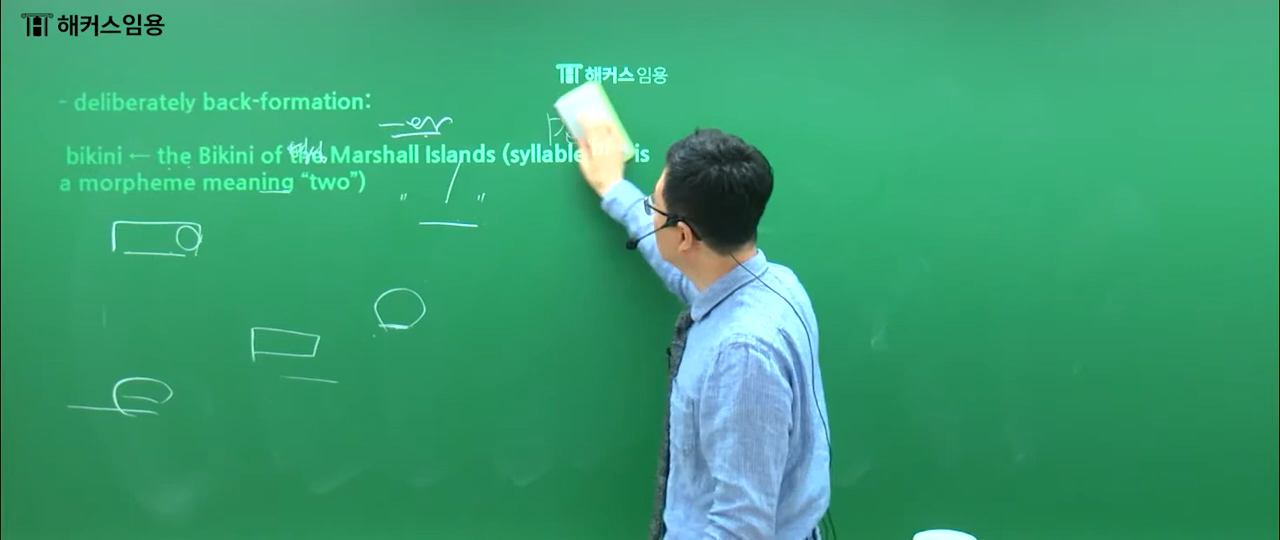 해커스임용
해커스임용
- deliberately back-formation:
-er
bikini ← the Bikini of the Marshall Islands (syllable is
a morpheme meaning “two”)
" / "